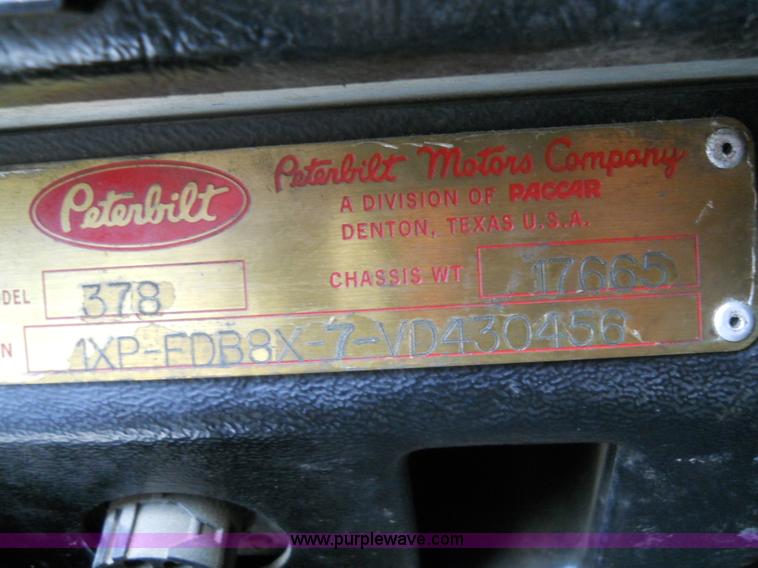 Peterbilt
Peterbilt Motors Company
A DIVISION OF PACCAR
DENTON, TEXAS U.S.A.
ODEL 378 CHASSIS WT 17665
N 1XP-FDB8X-7-VD430456
www.purplewave.com